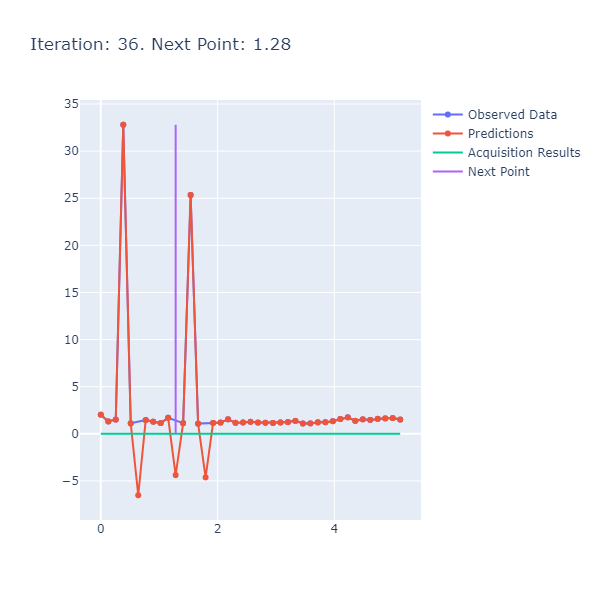 Iteration: 36. Next Point: 1.28
35
30
25
20
15
10
5
0
−5
0
2
4
Observed Data
Predictions
Acquisition Results
Next Point